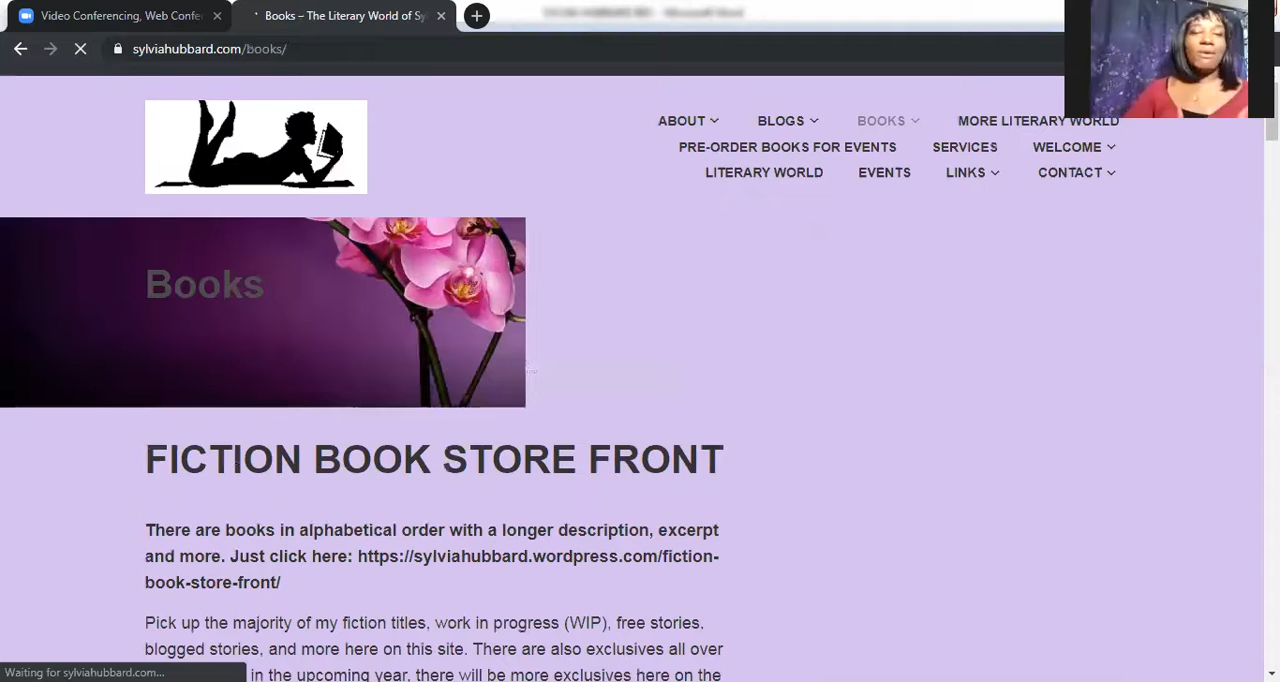 Video Conferencing, Web Confe
Books – The Literary World of Sy
sylviahubbard.com/books/
ABOUT
BLOGS
BOOKS
MORE LITERARY WORLD
PRE-ORDER BOOKS FOR EVENTS
SERVICES
WELCOME
LITERARY WORLD
EVENTS
LINKS
CONTACT
Books
FICTION BOOK STORE FRONT
There are books in alphabetical order with a longer description, excerpt
and more. Just click here: https://sylviahubbard.wordpress.com/fiction-
book-store-front/
Pick up the majority of my fiction titles, work in progress (WIP), free stories,
blogged stories, and more here on this site. There are also exclusives all over
in the upcoming year, there will be more exclusives here on the
Waiting for sylviahubbard.com...